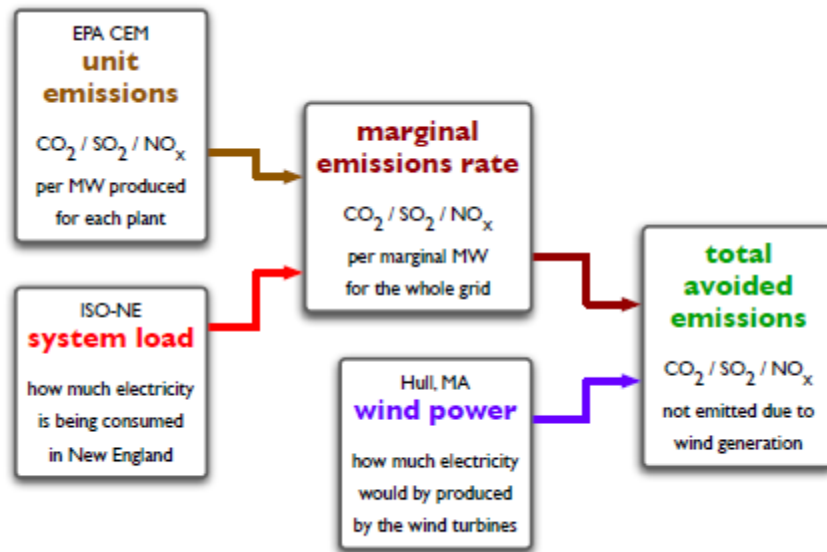 EPA CEM
unit
emissions
CO₂ / SO₂ / NOₓ
per MW produced
for each plant
ISO-NE
system load
how much electricity
is being consumed
in New England
marginal
emissions rate
CO₂ / SO₂ / NOₓ
per marginal MW
for the whole grid
Hull, MA
wind power
how much electricity
would by produced
by the wind turbines
total
avoided
emissions
CO₂ / SO₂ / NOₓ
not emitted due to
wind generation